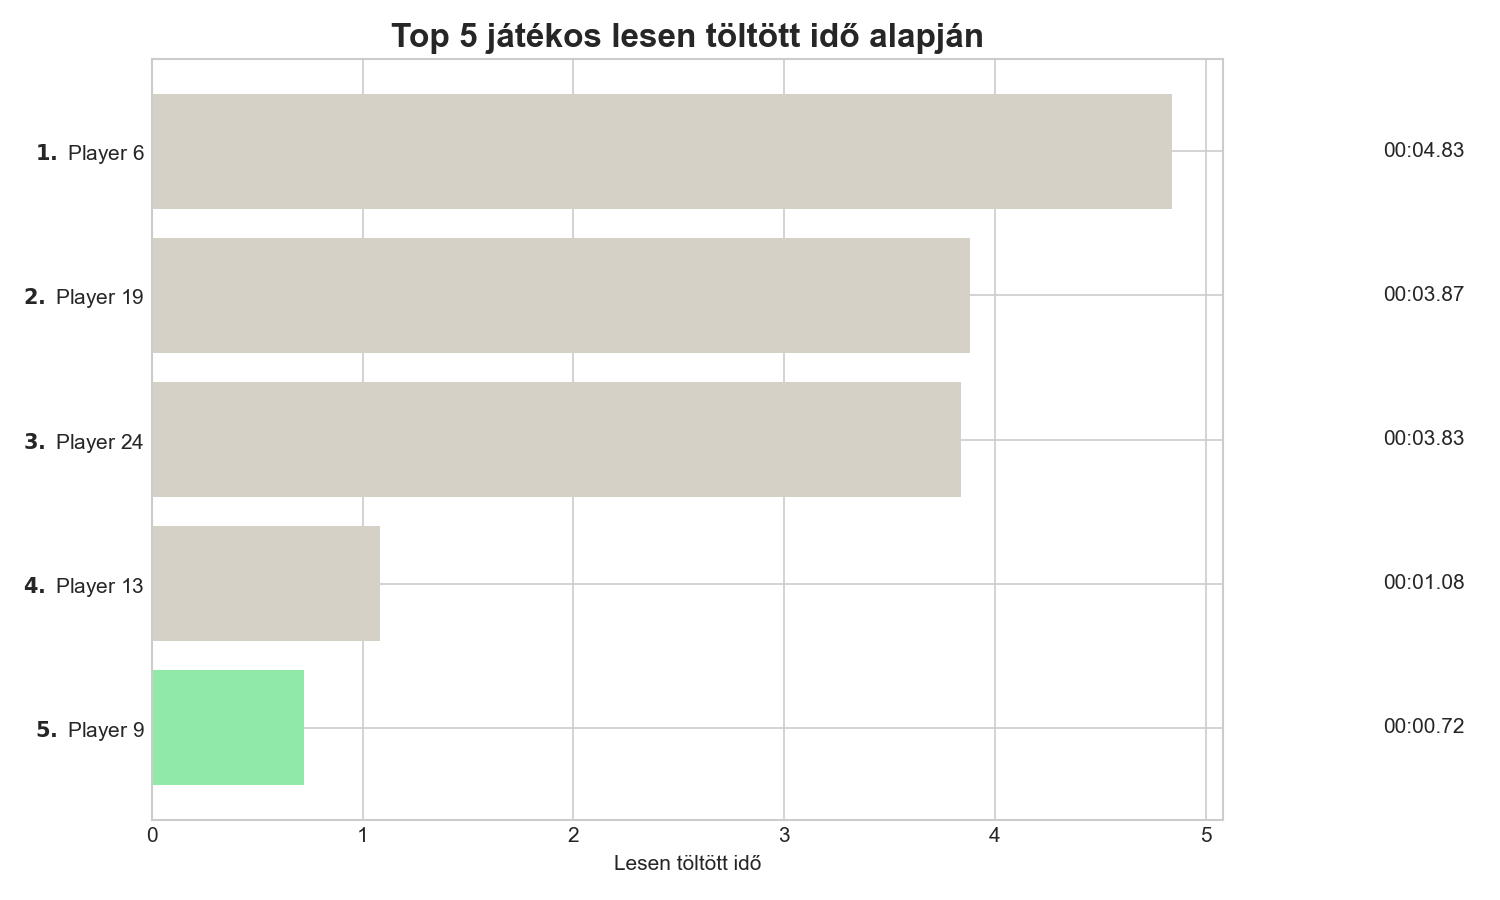 Top 5 játékos lesen töltött idő alapján
1. Player 6 00:04.83
2. Player 19 00:03.87
3. Player 24 00:03.83
4. Player 13 00:01.08
5. Player 9 00:00.72
0 1 2 3 4 5
Lesen töltött idő